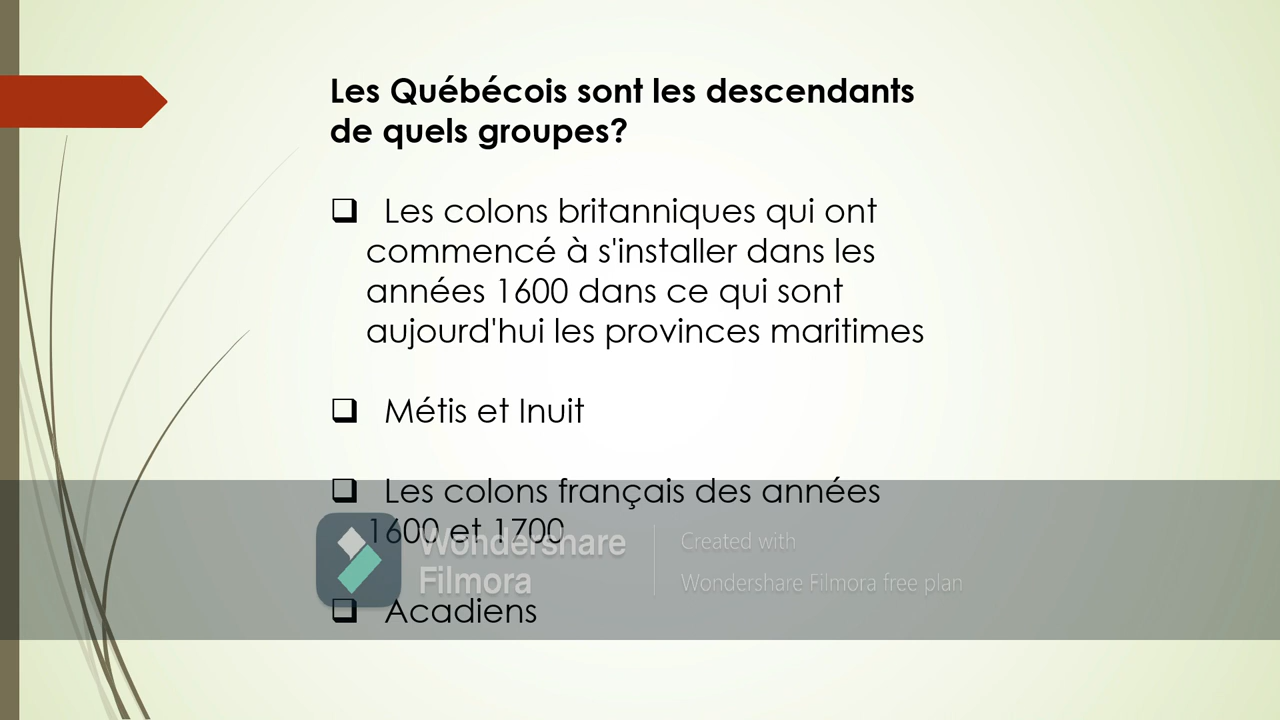 Les Québécois sont les descendants
de quels groupes?
❑ Les colons britanniques qui ont
commencé à s'installer dans les
années 1600 dans ce qui sont
aujourd'hui les provinces maritimes
❑ Métis et Inuit
❑ Les colons français des années
1600 et 1700
Wondershare
Filmora
Created with
Wondershare Filmora free plan
❑ Acadiens